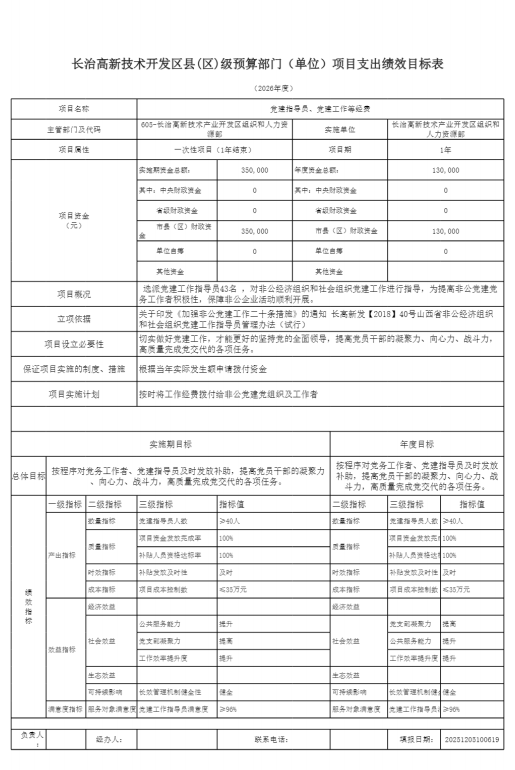 长治高新技术开发区县(区)级预算部门（单位）项目支出绩效目标表
（2026年度）
项目名称 党建指导员、党建工作等经费
主管部门及代码 605-长治高新技术产业开发区组织和人力资源部 实施单位 长治高新技术产业开发区组织和人力资源部
项目属性 一次性项目（1年结束） 项目期 1年
项目资金（元） 实施期资金总额： 350,000 年度资金总额： 130,000
其中：中央财政资金 0 其中：中央财政资金 0
省级财政资金 0 省级财政资金 0
市县（区）财政资金 350,000 市县（区）财政资金 130,000
单位自筹 0 单位自筹 0
其他资金 其他资金
项目概况 选派党建工作指导员43名，对非公经济组织和社会组织党建工作进行指导，为提高非公党建党务工作者积极性，保障非公企业活动顺利开展。
立项依据 关于印发《加强非公党建工作二十条措施》的通知 长高新发【2018】40号山西省非公经济组织和社会组织党建工作指导员管理办法（试行）
项目设立必要性 切实做好党建工作，才能更好的坚持党的全面领导，提高党员干部的凝聚力、向心力、战斗力，高质量完成党交代的各项任务。
保证项目实施的制度、措施 根据当年实际发生额申请拨付资金
项目实施计划 按时将工作经费拨付给非公党建党组织及工作者
实施期目标 年度目标
总体目标 按程序对党务工作者、党建指导员及时发放补助，提高党员干部的凝聚力、向心力、战斗力，高质量完成党交代的各项任务。 按程序对党务工作者、党建指导员及时发放补助，提高党员干部的凝聚力、向心力、战斗力，高质量完成党交代的各项任务。
绩效指标 一级指标 二级指标 三级指标 指标值 二级指标 三级指标 指标值
产出指标 数量指标 党建指导员人数 ≥40人 数量指标 党建指导员人数 ≥40人
质量指标 项目资金发放完成率 100% 质量指标 项目资金发放完 100%
补贴人员资格达标率 100% 补贴人员资格达 100%
时效指标 补贴发放及时性 及时 时效指标 补贴发放及时性 及时
成本指标 项目成本控制数 ≤35万元 成本指标 项目成本控制数 ≤35万元
效益指标 经济效益 经济效益
社会效益 公共服务能力 提升 社会效益 党支部凝聚力 提高
党支部凝聚力 提高 公共服务能力 提升
工作效率提升度 提升 工作效率提升度 提升
生态效益 生态效益
可持续影响 长效管理机制健全性 健全 可持续影响 长效管理机制健 健全
满意度指标 服务对象满意度 党建工作指导员满意度 ≥96% 服务对象满意度 党建工作指导员 ≥96%
负责人： 经办人： 联系电话： 填报日期： 20251205100619